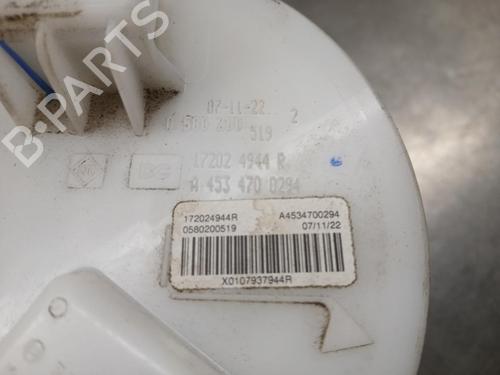 07-11-22 2
0 580 200 519
17202 4944 R
A 453 470 0294
172024944R A4534700294
0580200519 07/11/22
X0107937944R
B-PARTS